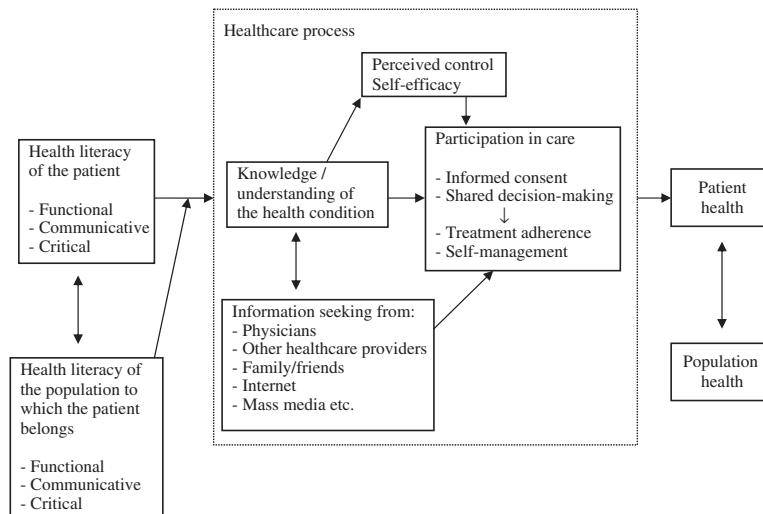 Healthcare process
Perceived control
Self-efficacy
Health literacy
of the patient
- Functional
- Communicative
- Critical
Knowledge /
understanding of
the health condition
Participation in care
- Informed consent
- Shared decision-making
↓
- Treatment adherence
- Self-management
Patient
health
Information seeking from:
- Physicians
- Other healthcare providers
- Family/friends
- Internet
- Mass media etc.
Health literacy of
the population to
which the patient
belongs
- Functional
- Communicative
- Critical
Population
health